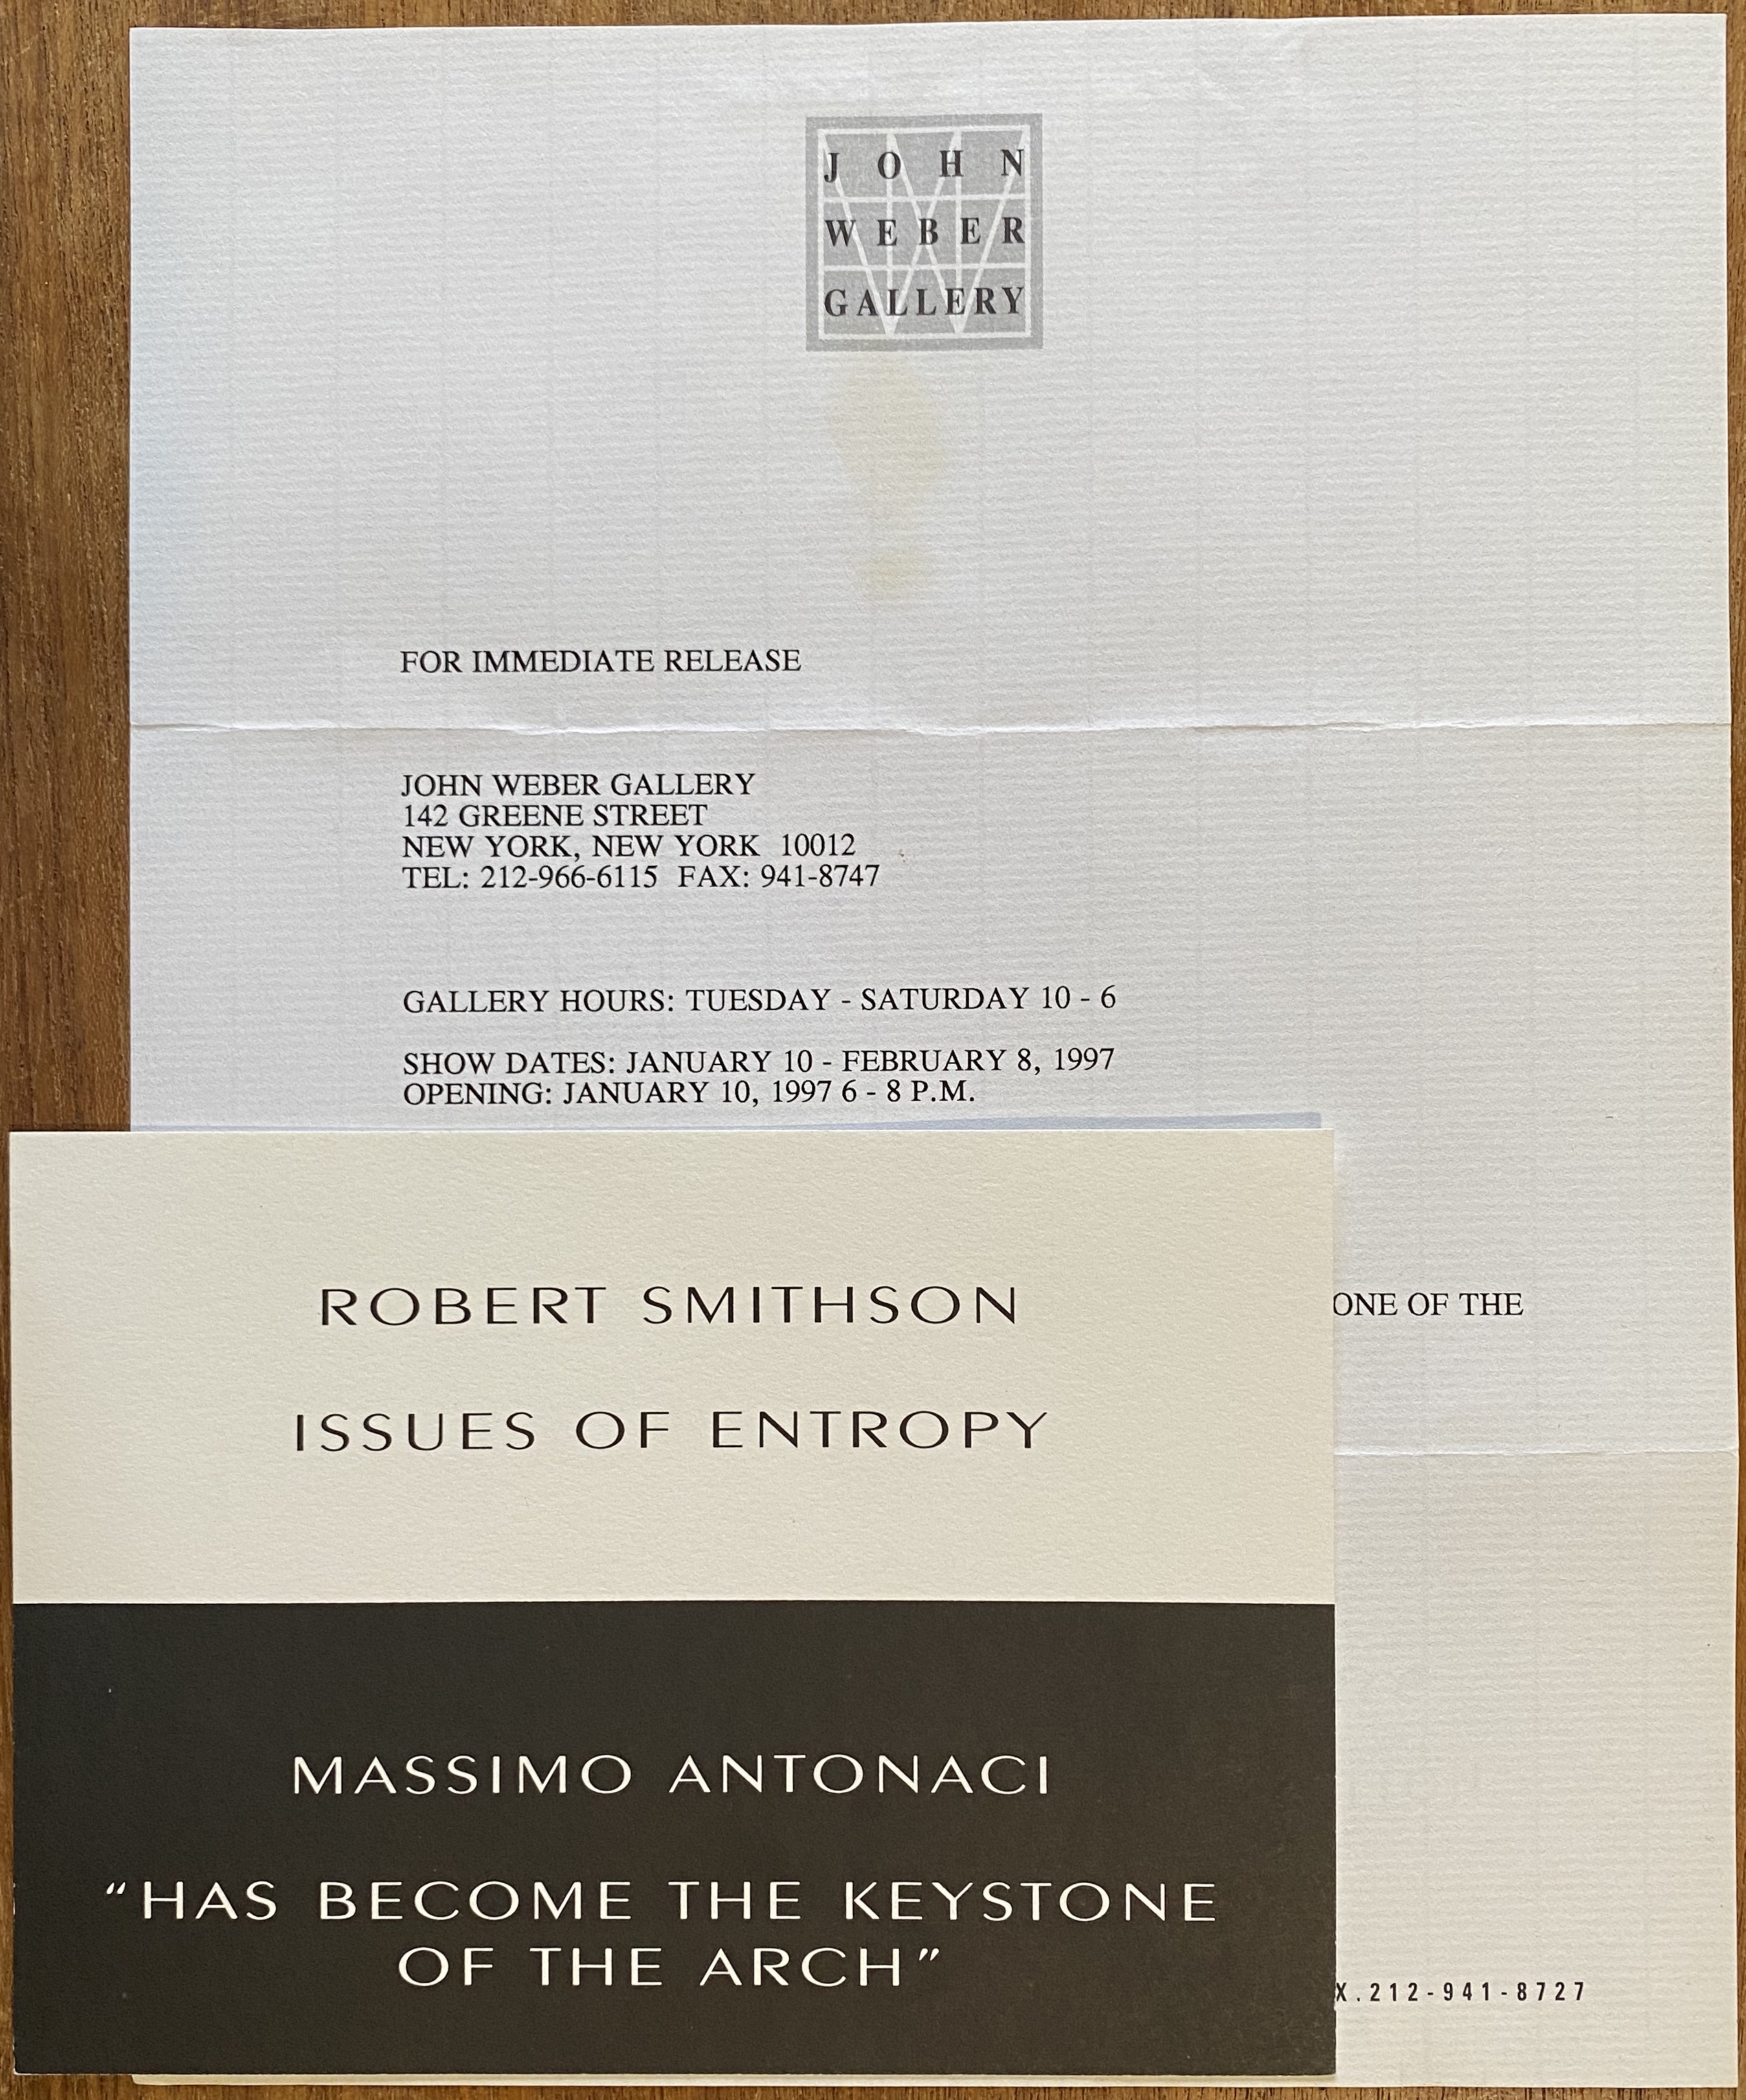 JOHN
WEBER
GALLERY
FOR IMMEDIATE RELEASE
JOHN WEBER GALLERY
142 GREENE STREET
NEW YORK, NEW YORK 10012
TEL: 212-966-6115 FAX: 941-8747
GALLERY HOURS: TUESDAY - SATURDAY 10 - 6
SHOW DATES: JANUARY 10 - FEBRUARY 8, 1997
OPENING: JANUARY 10, 1997 6 - 8 P.M.
ONE OF THE
X.212-941-8727
ROBERT SMITHSON
ISSUES OF ENTROPY
MASSIMO ANTONACI
“HAS BECOME THE KEYSTONE
OF THE ARCH”